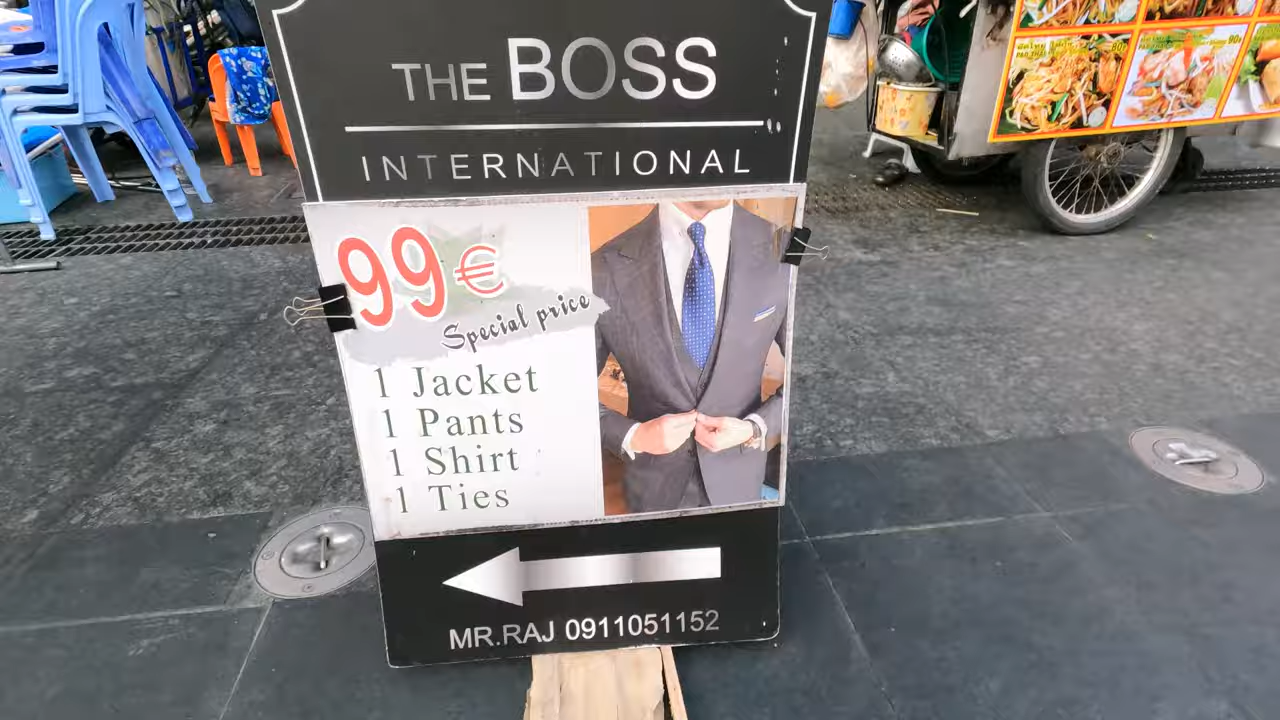 THE BOSS
INTERNATIONAL
99€
Special price
1 Jacket
1 Pants
1 Shirt
1 Ties
MR.RAJ 0911051152